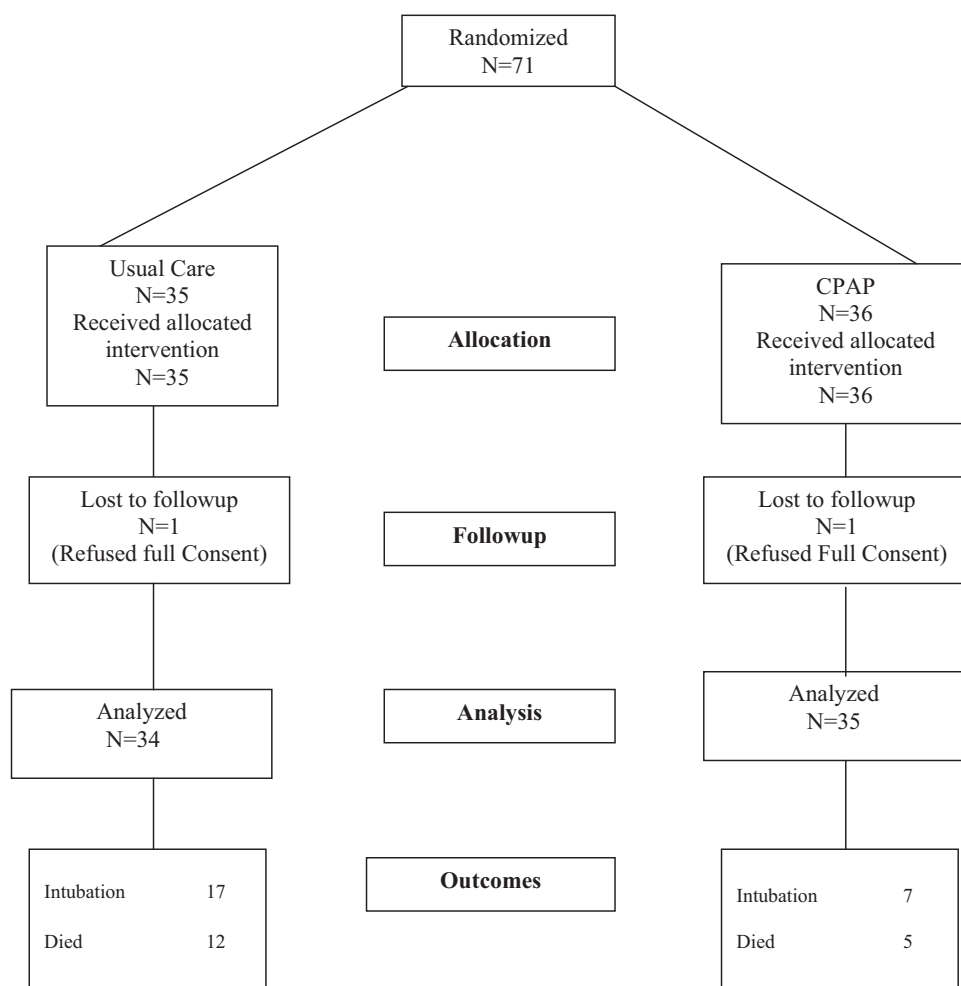 Randomized
N=71
Usual Care
N=35
Received allocated
intervention
N=35
Allocation
CPAP
N=36
Received allocated
intervention
N=36
Lost to followup
N=1
(Refused full Consent)
Followup
Lost to followup
N=1
(Refused Full Consent)
Analyzed
N=34
Analysis
Analyzed
N=35
Intubation 17
Died 12
Outcomes
Intubation 7
Died 5